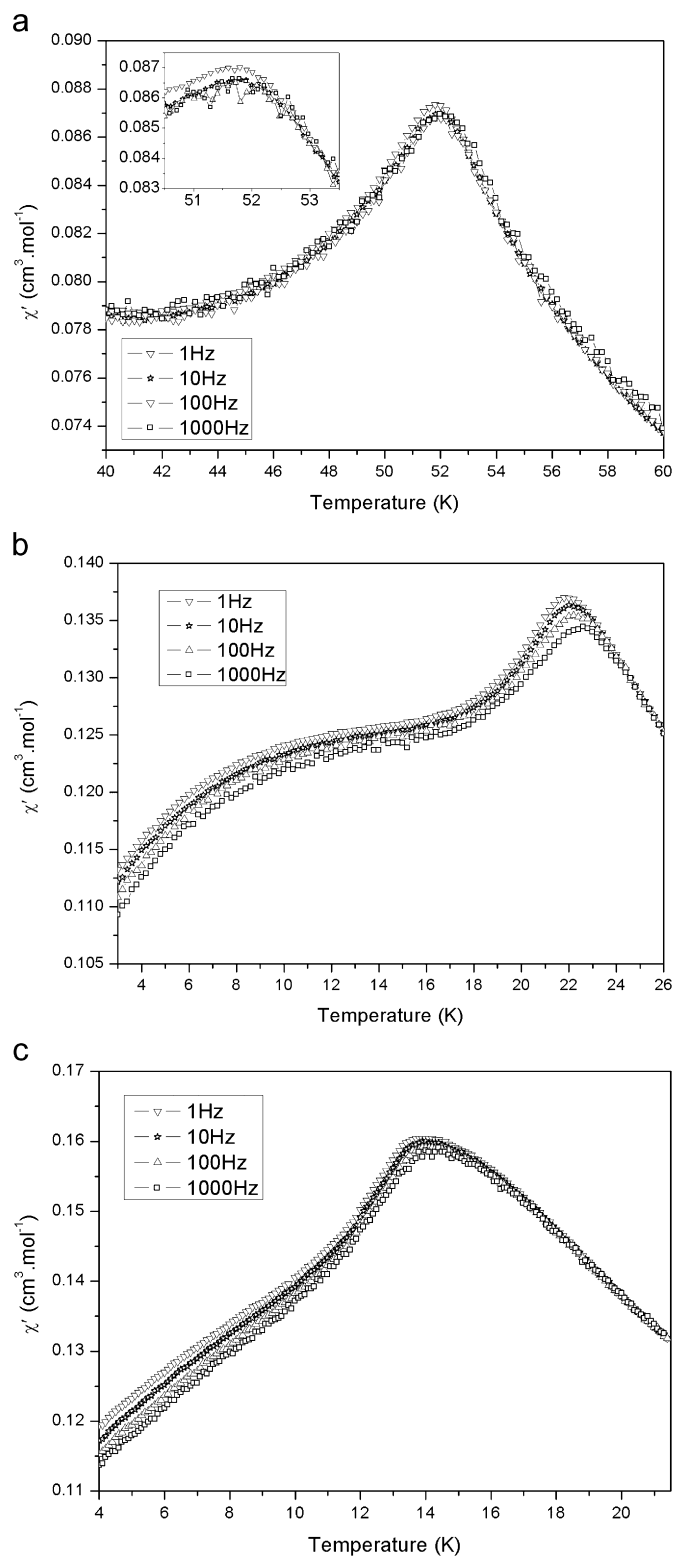 a
0.090
0.088
0.086
0.084
0.082
0.080
0.078
0.076
0.074
χ′ (cm³.mol⁻¹)
0.087
0.086
0.085
0.084
0.083
51 52 53
1Hz
10Hz
100Hz
1000Hz
40 42 44 46 48 50 52 54 56 58 60
Temperature (K)
b
0.140
0.135
0.130
0.125
0.120
0.115
0.110
0.105
χ′ (cm³.mol⁻¹)
1Hz
10Hz
100Hz
1000Hz
4 6 8 10 12 14 16 18 20 22 24 26
Temperature (K)
c
0.17
0.16
0.15
0.14
0.13
0.12
0.11
χ′ (cm³.mol⁻¹)
1Hz
10Hz
100Hz
1000Hz
4 6 8 10 12 14 16 18 20
Temperature (K)